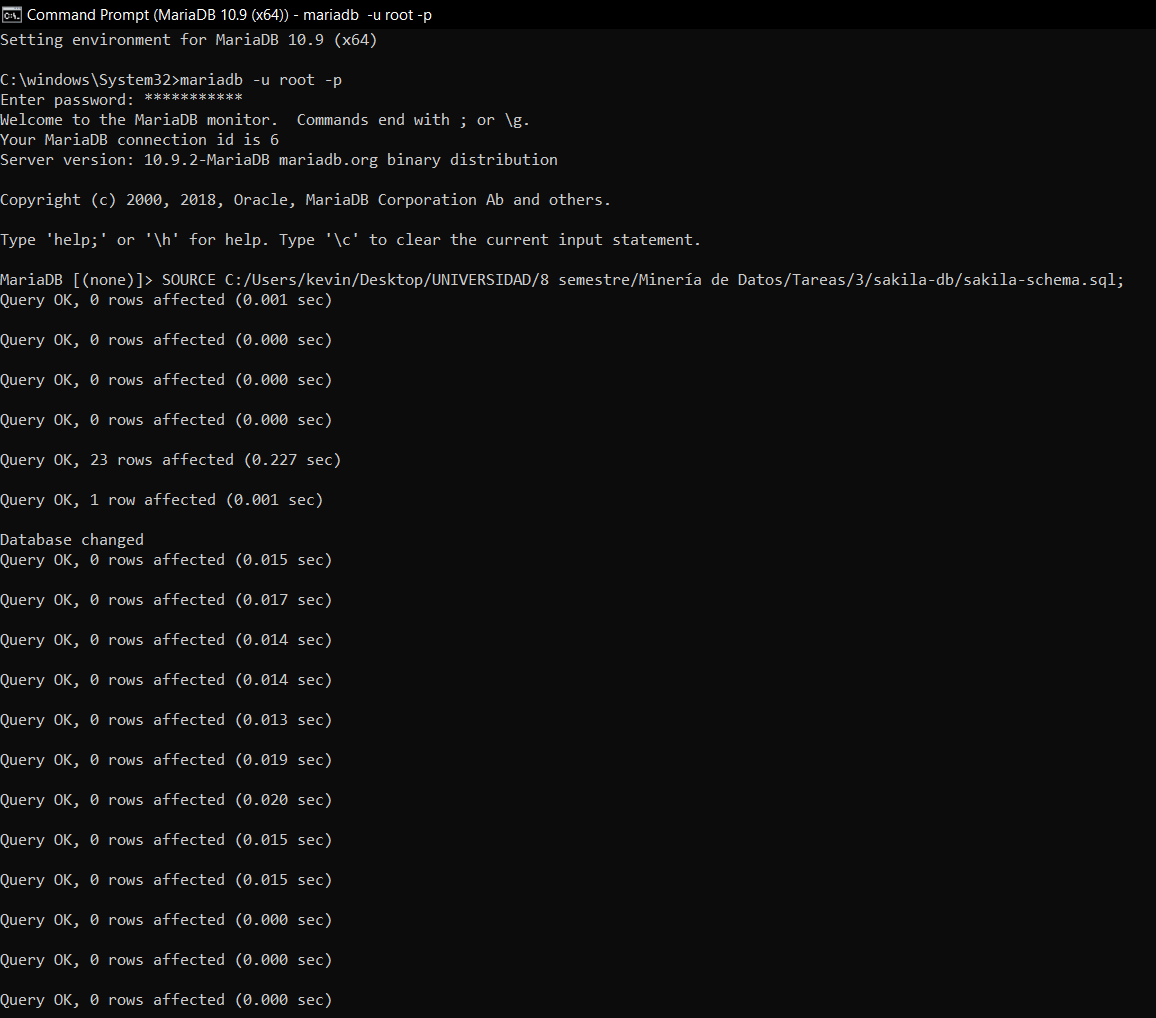 Command Prompt (MariaDB 10.9 (x64)) - mariadb  -u root -p
Setting environment for MariaDB 10.9 (x64)
C:\windows\System32>mariadb -u root -p
Enter password: ***********
Welcome to the MariaDB monitor.  Commands end with ; or \g.
Your MariaDB connection id is 6
Server version: 10.9.2-MariaDB mariadb.org binary distribution
Copyright (c) 2000, 2018, Oracle, MariaDB Corporation Ab and others.
Type 'help;' or '\h' for help. Type '\c' to clear the current input statement.
MariaDB [(none)]> SOURCE C:/Users/kevin/Desktop/UNIVERSIDAD/8 semestre/Minería de Datos/Tareas/3/sakila-db/sakila-schema.sql;
Query OK, 0 rows affected (0.001 sec)
Query OK, 0 rows affected (0.000 sec)
Query OK, 0 rows affected (0.000 sec)
Query OK, 0 rows affected (0.000 sec)
Query OK, 23 rows affected (0.227 sec)
Query OK, 1 row affected (0.001 sec)
Database changed
Query OK, 0 rows affected (0.015 sec)
Query OK, 0 rows affected (0.017 sec)
Query OK, 0 rows affected (0.014 sec)
Query OK, 0 rows affected (0.014 sec)
Query OK, 0 rows affected (0.013 sec)
Query OK, 0 rows affected (0.019 sec)
Query OK, 0 rows affected (0.020 sec)
Query OK, 0 rows affected (0.015 sec)
Query OK, 0 rows affected (0.015 sec)
Query OK, 0 rows affected (0.000 sec)
Query OK, 0 rows affected (0.000 sec)
Query OK, 0 rows affected (0.000 sec)